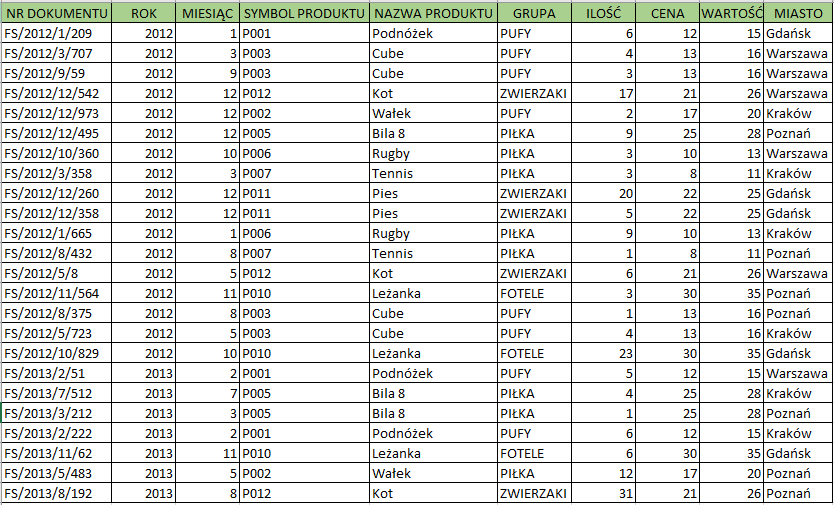 NR DOKUMENTU ROK MIESIĄC SYMBOL PRODUKTU NAZWA PRODUKTU GRUPA ILOŚĆ CENA WARTOŚĆ MIASTO
FS/2012/1/209 2012 1 P001 Podnóżek PUFY 6 12 15 Gdańsk
FS/2012/3/707 2012 3 P003 Cube PUFY 4 13 16 Warszawa
FS/2012/9/59 2012 9 P003 Cube PUFY 3 13 16 Warszawa
FS/2012/12/542 2012 12 P012 Kot ZWIERZAKI 17 21 26 Warszawa
FS/2012/12/973 2012 12 P002 Wałek PUFY 2 17 20 Kraków
FS/2012/12/495 2012 12 P005 Bila 8 PIŁKA 9 25 28 Poznań
FS/2012/10/360 2012 10 P006 Rugby PIŁKA 3 10 13 Warszawa
FS/2012/3/358 2012 3 P007 Tennis PIŁKA 3 8 11 Kraków
FS/2012/12/260 2012 12 P011 Pies ZWIERZAKI 20 22 25 Gdańsk
FS/2012/12/358 2012 12 P011 Pies ZWIERZAKI 5 22 25 Gdańsk
FS/2012/1/665 2012 1 P006 Rugby PIŁKA 9 10 13 Kraków
FS/2012/8/432 2012 8 P007 Tennis PIŁKA 1 8 11 Poznań
FS/2012/5/8 2012 5 P012 Kot ZWIERZAKI 6 21 26 Warszawa
FS/2012/11/564 2012 11 P010 Leżanka FOTELE 3 30 35 Poznań
FS/2012/8/375 2012 8 P003 Cube PUFY 1 13 16 Poznań
FS/2012/5/723 2012 5 P003 Cube PUFY 4 13 16 Kraków
FS/2012/10/829 2012 10 P010 Leżanka FOTELE 23 30 35 Gdańsk
FS/2013/2/51 2013 2 P001 Podnóżek PUFY 5 12 15 Warszawa
FS/2013/7/512 2013 7 P005 Bila 8 PIŁKA 4 25 28 Kraków
FS/2013/3/212 2013 3 P005 Bila 8 PIŁKA 1 25 28 Poznań
FS/2013/2/222 2013 2 P001 Podnóżek PUFY 6 12 15 Kraków
FS/2013/11/62 2013 11 P010 Leżanka FOTELE 6 30 35 Gdańsk
FS/2013/5/483 2013 5 P002 Wałek PIŁKA 12 17 20 Poznań
FS/2013/8/192 2013 8 P012 Kot ZWIERZAKI 31 21 26 Poznań